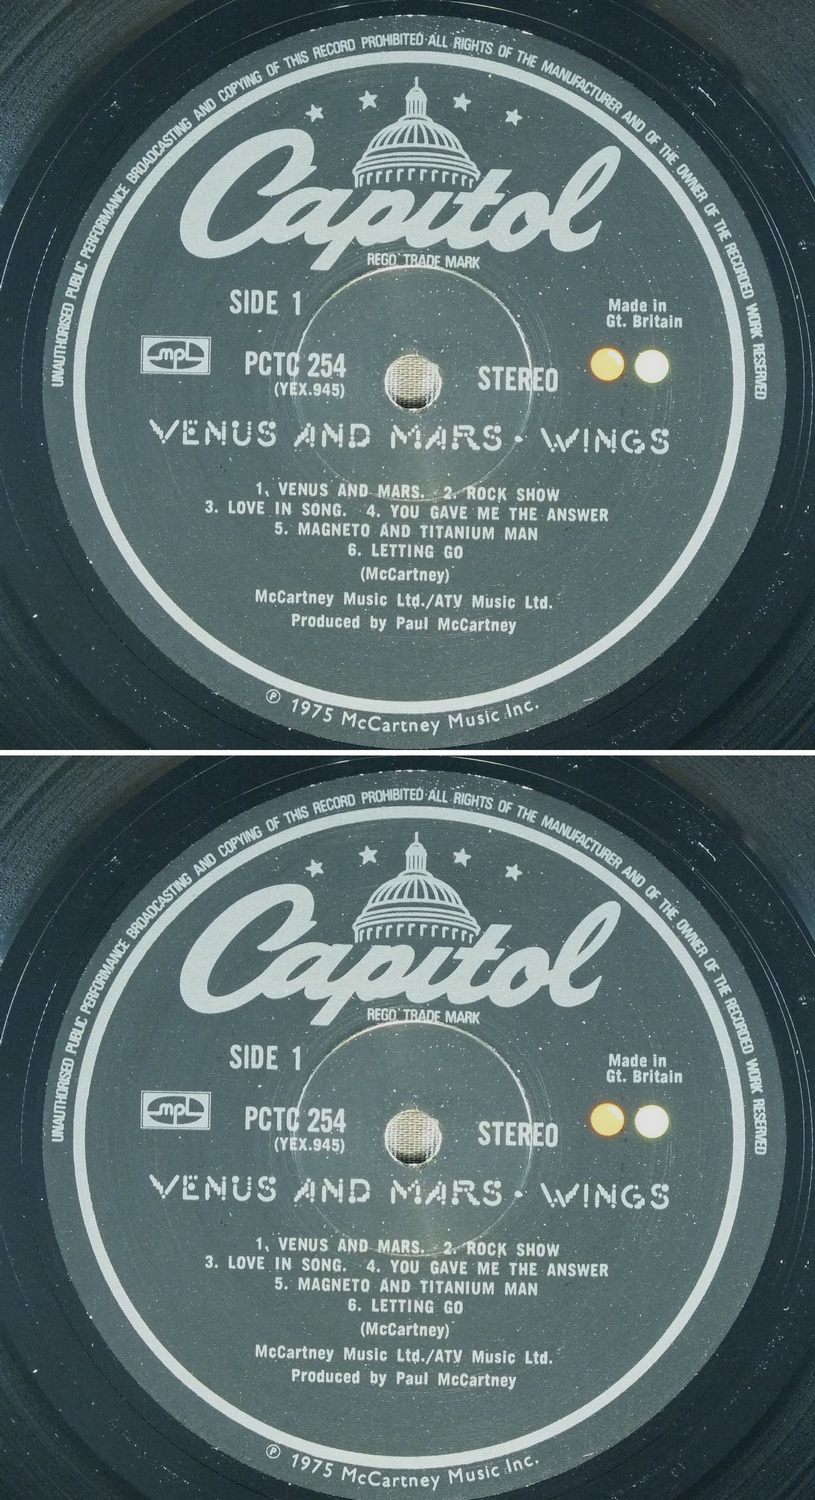 UNAUTHORISED PUBLIC PERFORMANCE BROADCASTING AND COPYING OF THIS RECORD PROHIBITED·ALL RIGHTS OF THE MANUFACTURER AND OF THE OWNER OF THE RECORDED WORK RESERVED
Capitol
REGD. TRADE MARK
SIDE 1
Made in
Gt. Britain
mpl
PCTC 254
(YEX.945)
STEREO
VENUS AND MARS · WINGS
1. VENUS AND MARS. 2. ROCK SHOW
3. LOVE IN SONG. 4. YOU GAVE ME THE ANSWER
5. MAGNETO AND TITANIUM MAN
6. LETTING GO
(McCartney)
McCartney Music Ltd./ATV Music Ltd.
Produced by Paul McCartney
℗ 1975 McCartney Music Inc.
UNAUTHORISED PUBLIC PERFORMANCE BROADCASTING AND COPYING OF THIS RECORD PROHIBITED·ALL RIGHTS OF THE MANUFACTURER AND OF THE OWNER OF THE RECORDED WORK RESERVED
Capitol
REGD. TRADE MARK
SIDE 1
Made in
Gt. Britain
mpl
PCTC 254
(YEX.945)
STEREO
VENUS AND MARS · WINGS
1. VENUS AND MARS. 2. ROCK SHOW
3. LOVE IN SONG. 4. YOU GAVE ME THE ANSWER
5. MAGNETO AND TITANIUM MAN
6. LETTING GO
(McCartney)
McCartney Music Ltd./ATV Music Ltd.
Produced by Paul McCartney
℗ 1975 McCartney Music Inc.